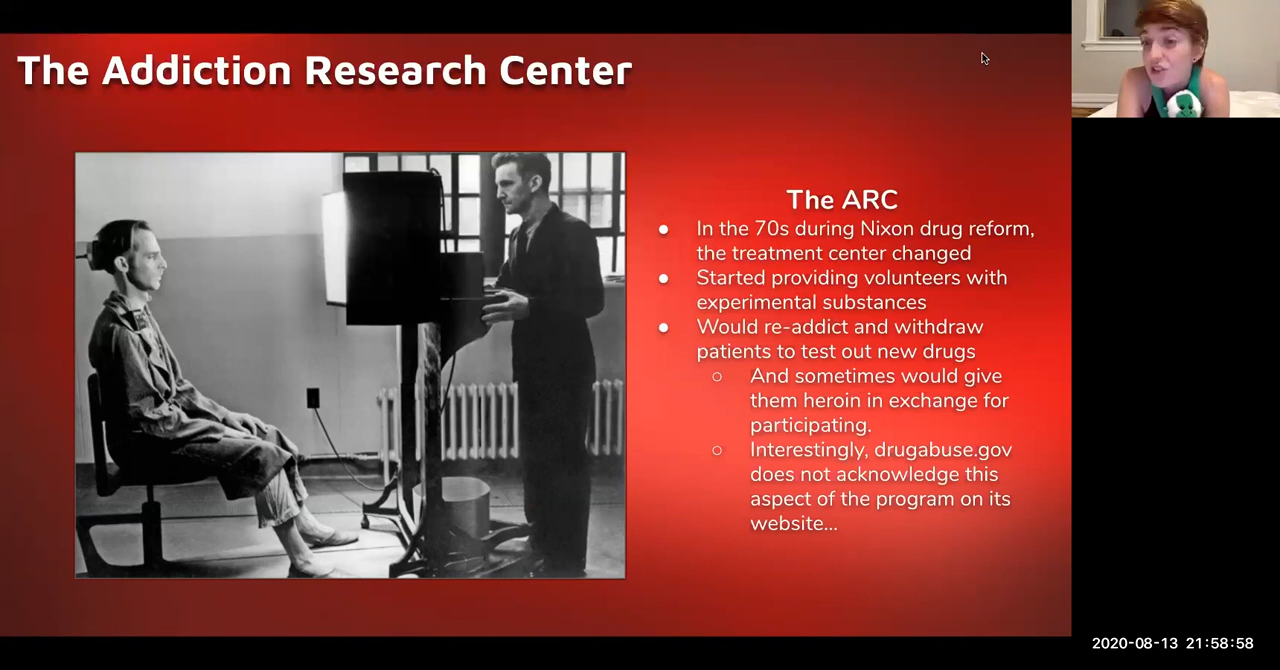 The Addiction Research Center
The ARC
● In the 70s during Nixon drug reform,
the treatment center changed
● Started providing volunteers with
experimental substances
● Would re-addict and withdraw
patients to test out new drugs
○ And sometimes would give
them heroin in exchange for
participating.
○ Interestingly, drugabuse.gov
does not acknowledge this
aspect of the program on its
website...
2020-08-13 21:58:58